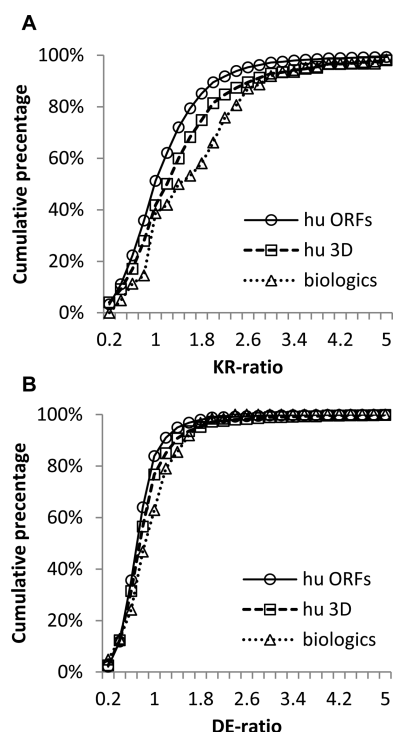 A
100%
80%
60%
40%
20%
0%
Cumulative precentage
hu ORFs
hu 3D
biologics
0.2 1 1.8 2.6 3.4 4.2 5
KR-ratio
B
100%
80%
60%
40%
20%
0%
Cumulative precentage
hu ORFs
hu 3D
biologics
0.2 1 1.8 2.6 3.4 4.2 5
DE-ratio